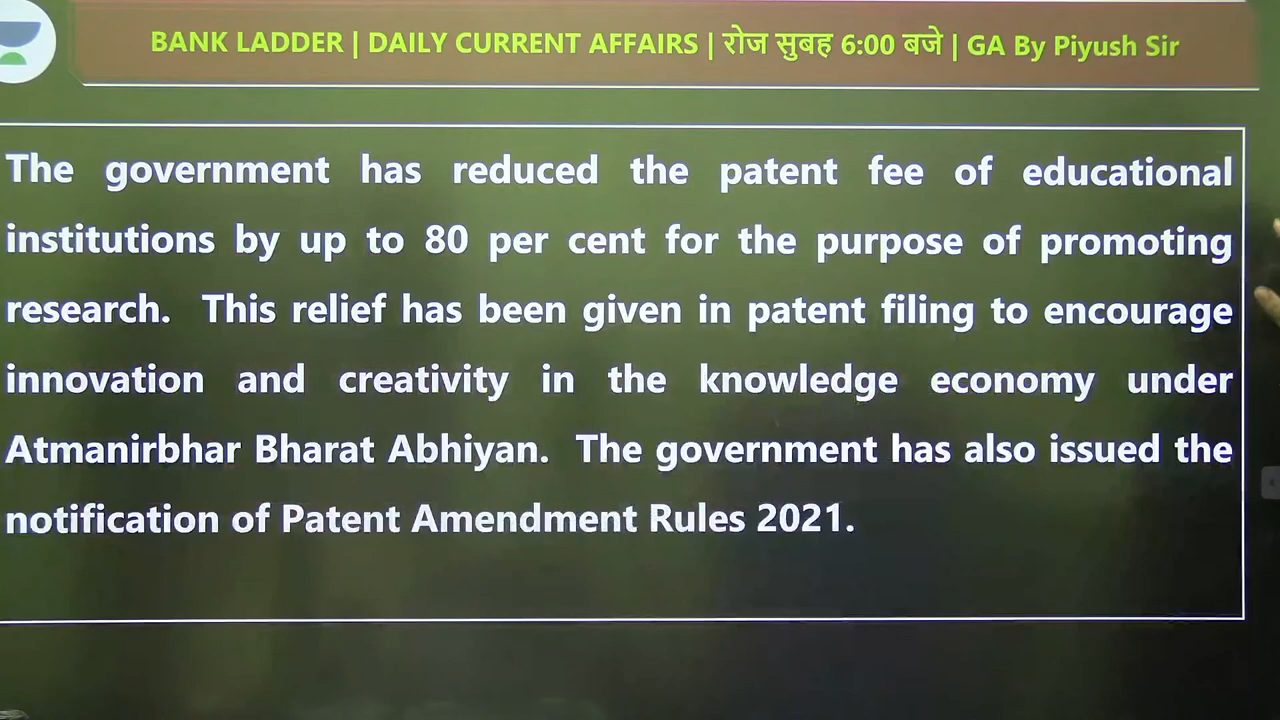 BANK LADDER | DAILY CURRENT AFFAIRS | रोज सुबह 6:00 बजे | GA By Piyush Sir
The government has reduced the patent fee of educational
institutions by up to 80 per cent for the purpose of promoting
research. This relief has been given in patent filing to encourage
innovation and creativity in the knowledge economy under
Atmanirbhar Bharat Abhiyan. The government has also issued the
notification of Patent Amendment Rules 2021.